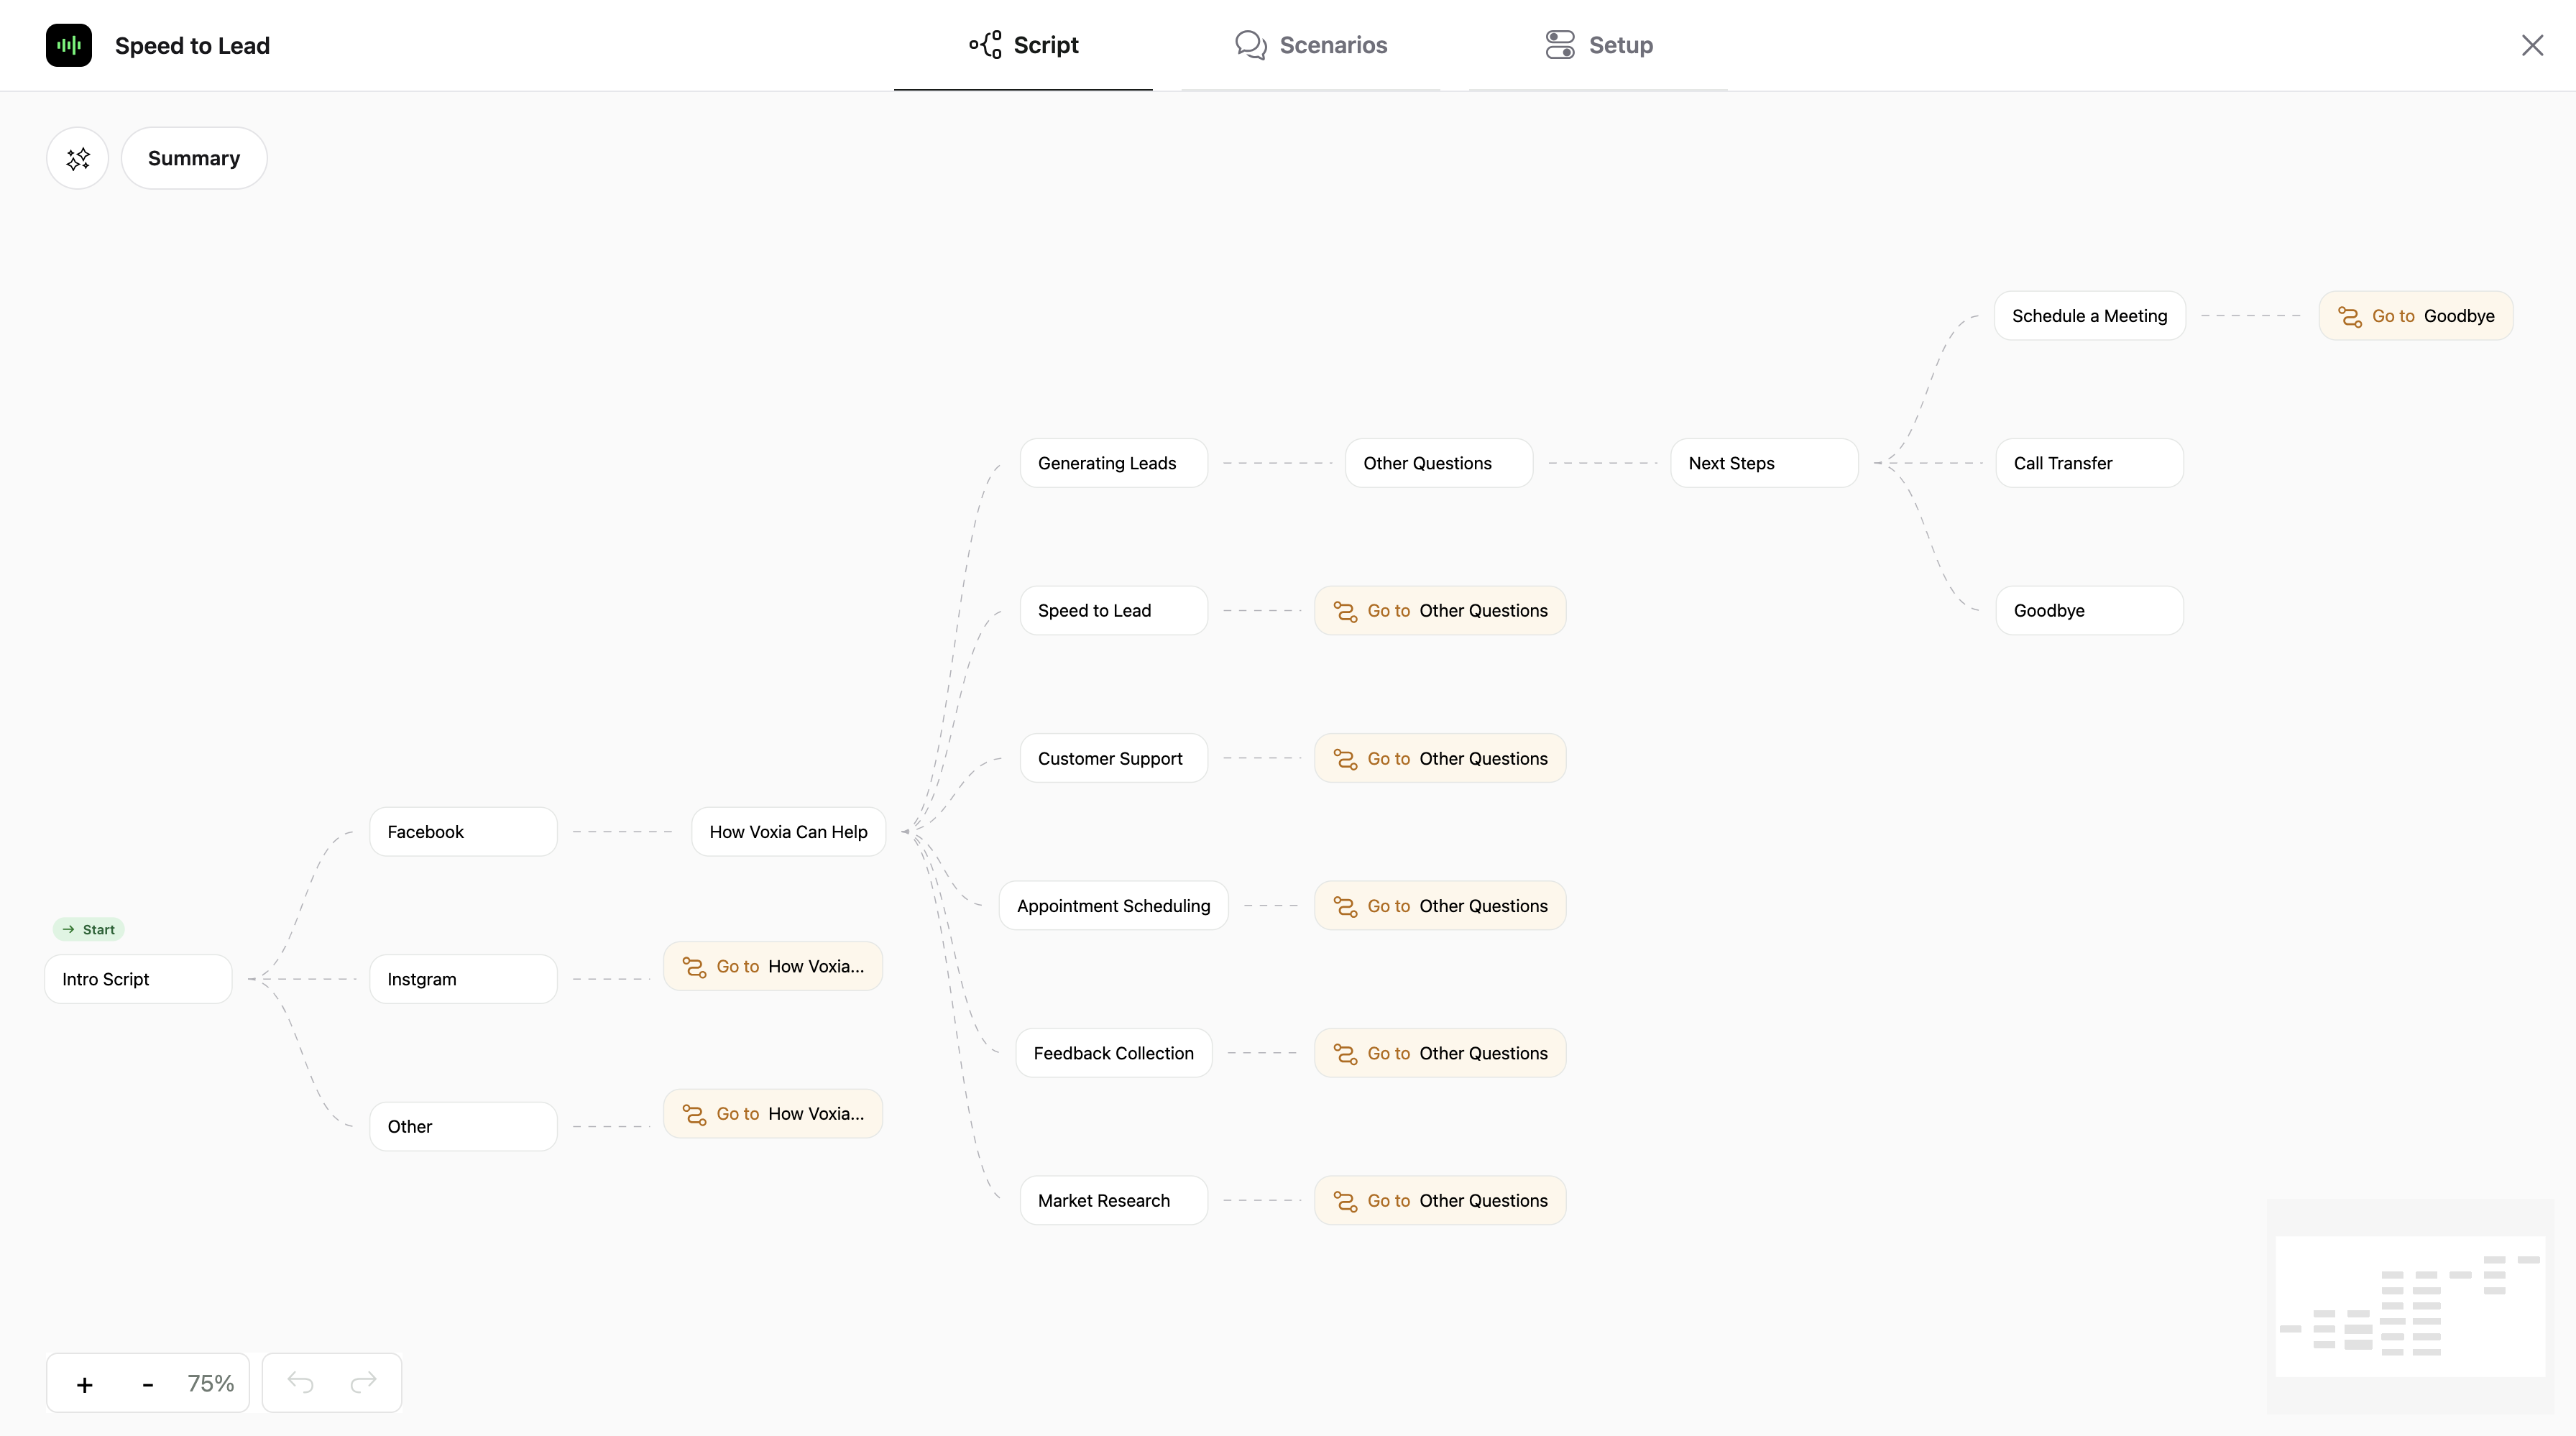 Speed to Lead
Script
Scenarios
Setup
Summary
Schedule a Meeting
Go to Goodbye
Generating Leads
Other Questions
Next Steps
Call Transfer
Speed to Lead
Go to Other Questions
Goodbye
Customer Support
Go to Other Questions
Facebook
How Voxia Can Help
Appointment Scheduling
Go to Other Questions
Start
Intro Script
Instgram
Go to How Voxia...
Feedback Collection
Go to Other Questions
Other
Go to How Voxia...
Market Research
Go to Other Questions
+ - 75%